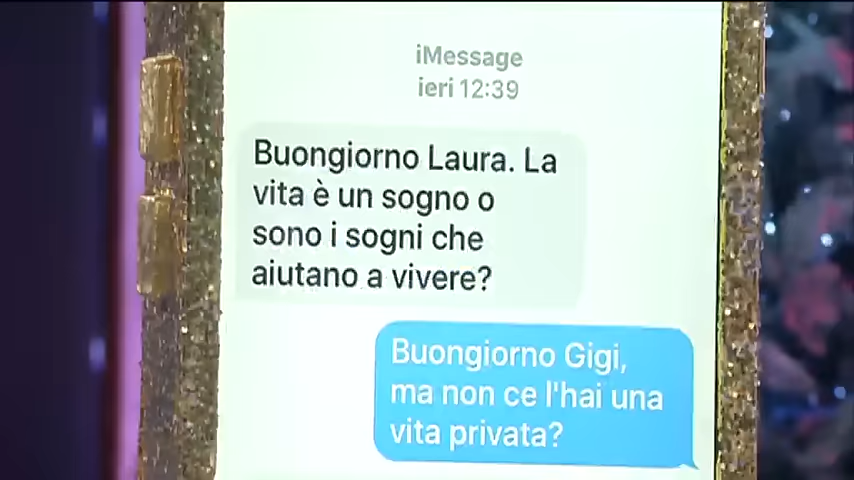 iMessage
ieri 12:39
Buongiorno Laura. La
vita è un sogno o
sono i sogni che
aiutano a vivere?
Buongiorno Gigi,
ma non ce l'hai una
vita privata?